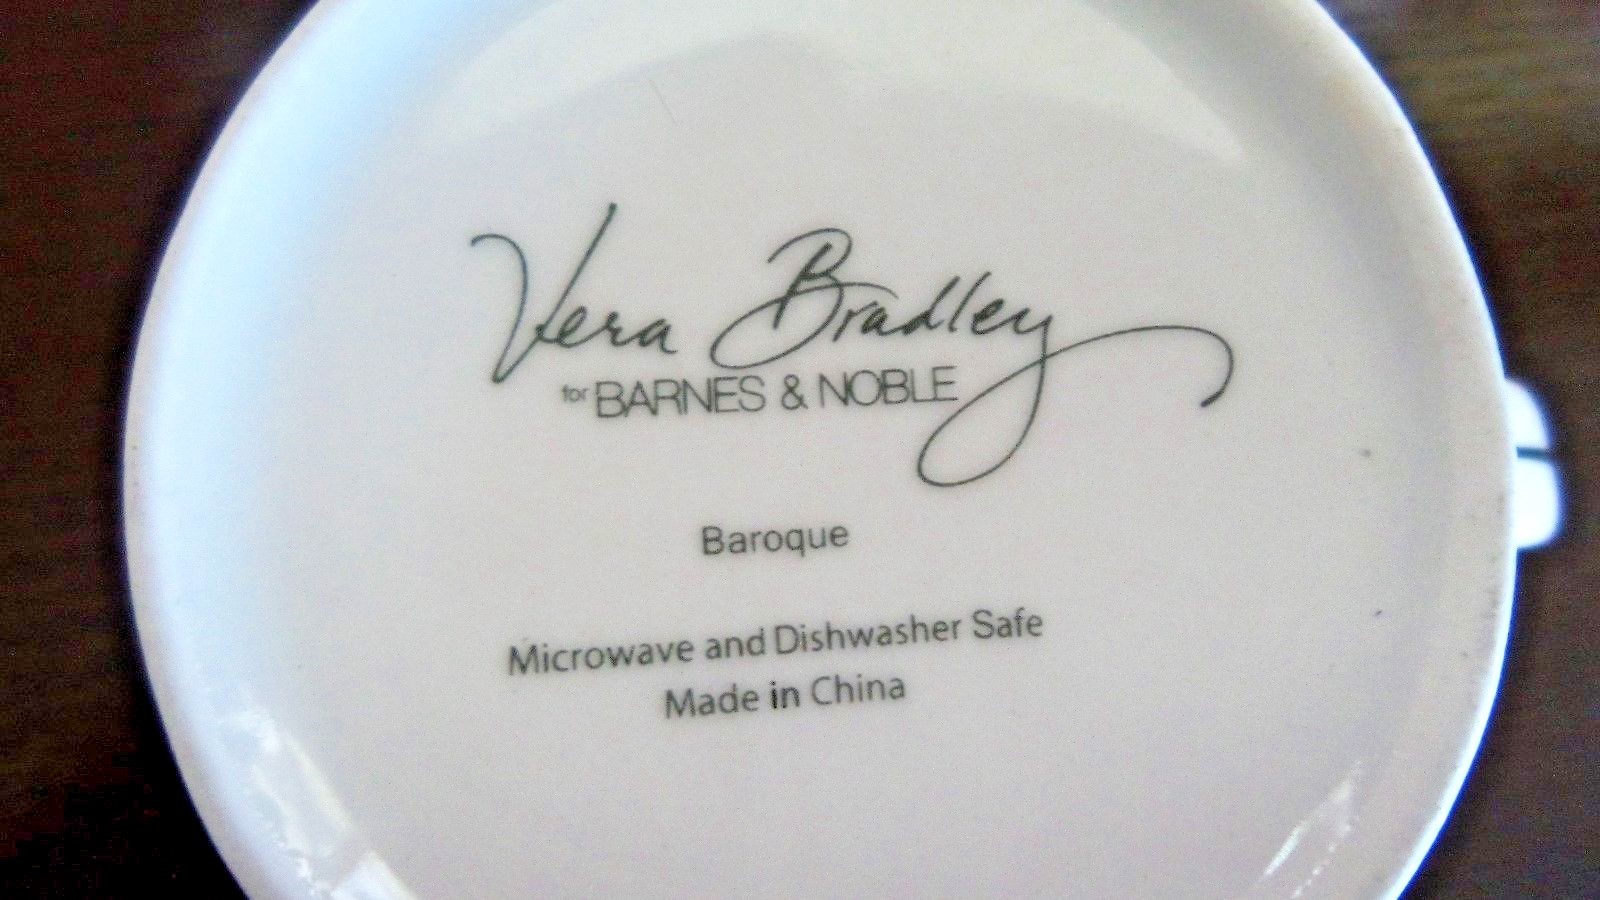 Vera Bradley
for BARNES & NOBLE
Baroque
Microwave and Dishwasher Safe
Made in China